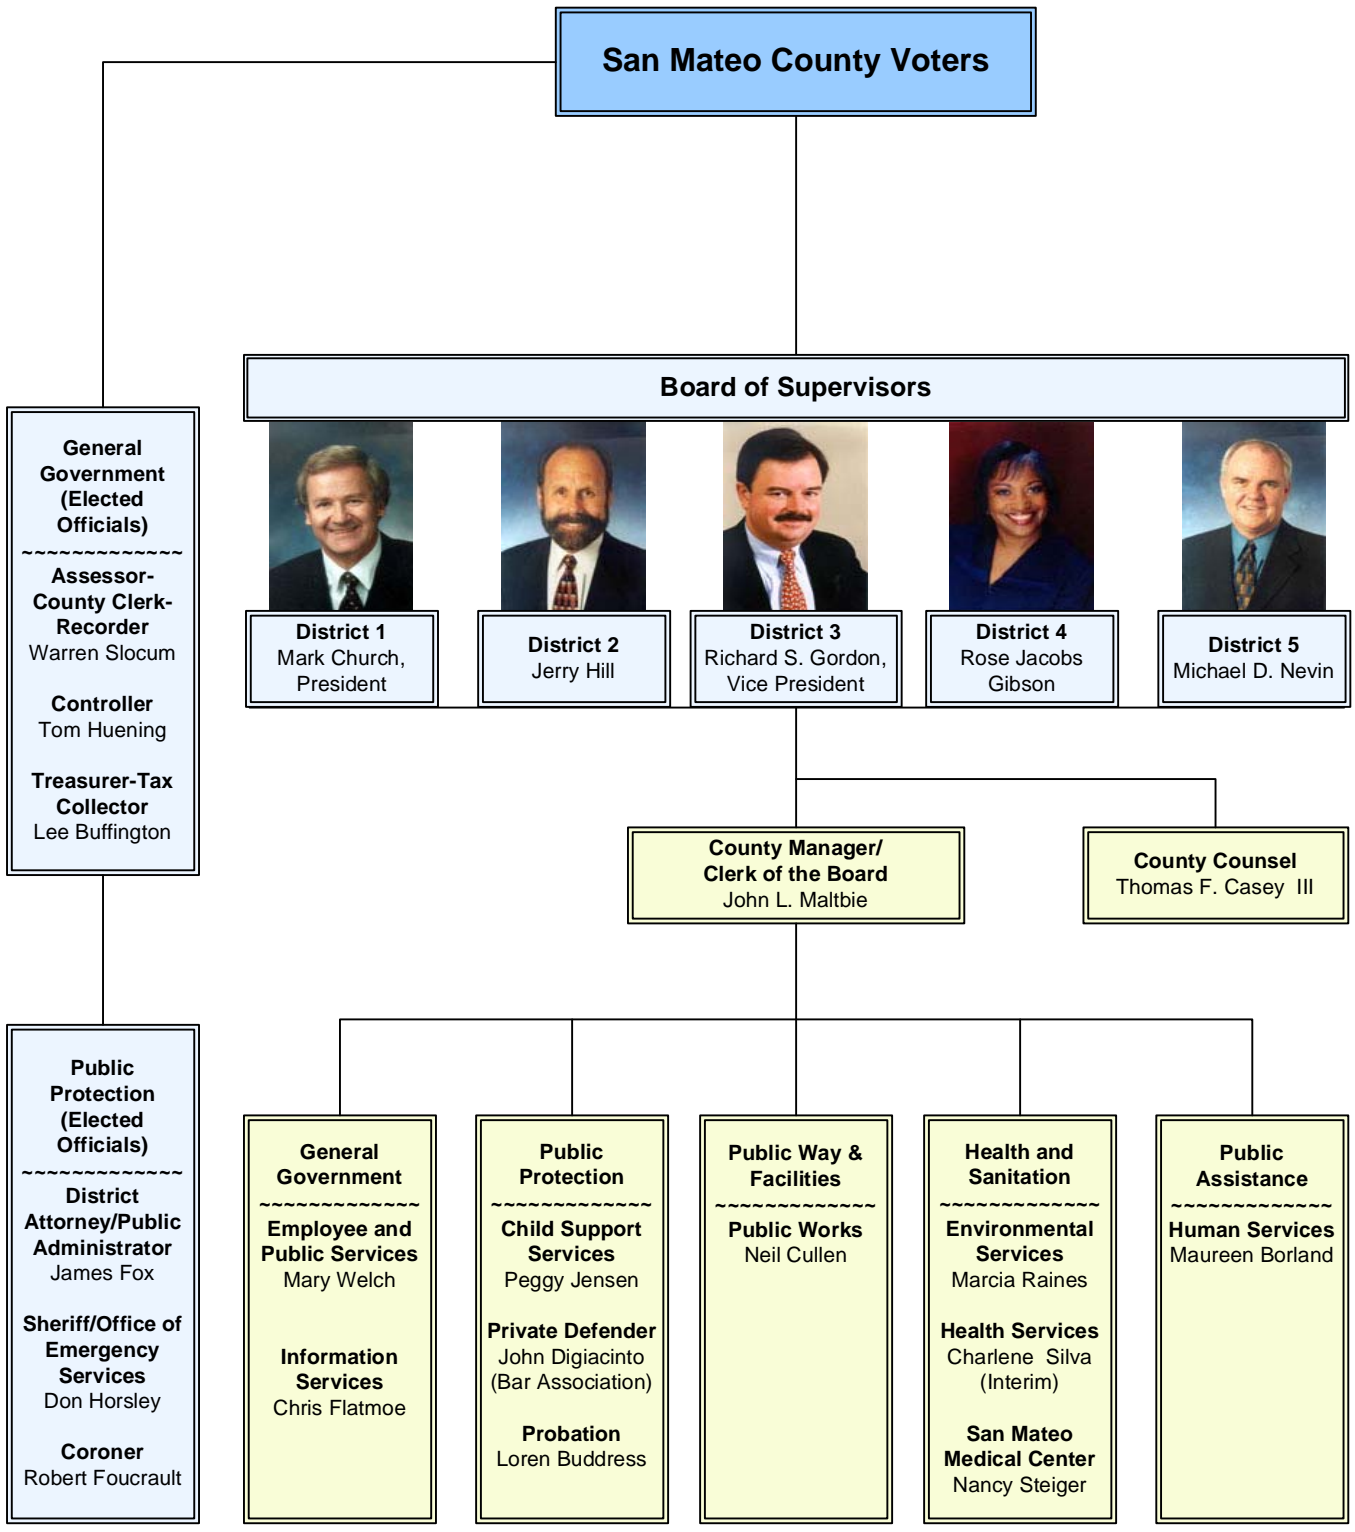 San Mateo County Voters
Board of Supervisors
District 1
Mark Church,
President
District 2
Jerry Hill
District 3
Richard S. Gordon,
Vice President
District 4
Rose Jacobs
Gibson
District 5
Michael D. Nevin
General
Government
(Elected
Officials)
~~~~~~~~~~~~~
Assessor-
County Clerk-
Recorder
Warren Slocum
Controller
Tom Huening
Treasurer-Tax
Collector
Lee Buffington
County Manager/
Clerk of the Board
John L. Maltbie
County Counsel
Thomas F. Casey  III
Public
Protection
(Elected
Officials)
~~~~~~~~~~~~~
District
Attorney/Public
Administrator
James Fox
Sheriff/Office of
Emergency
Services
Don Horsley
Coroner
Robert Foucrault
General
Government
~~~~~~~~~~~~~
Employee and
Public Services
Mary Welch
Information
Services
Chris Flatmoe
Public
Protection
~~~~~~~~~~~~~
Child Support
Services
Peggy Jensen
Private Defender
John Digiacinto
(Bar Association)
Probation
Loren Buddress
Public Way &
Facilities
~~~~~~~~~~~~~
Public Works
Neil Cullen
Health and
Sanitation
~~~~~~~~~~~~~
Environmental
Services
Marcia Raines
Health Services
Charlene  Silva
(Interim)
San Mateo
Medical Center
Nancy Steiger
Public
Assistance
~~~~~~~~~~~~~
Human Services
Maureen Borland